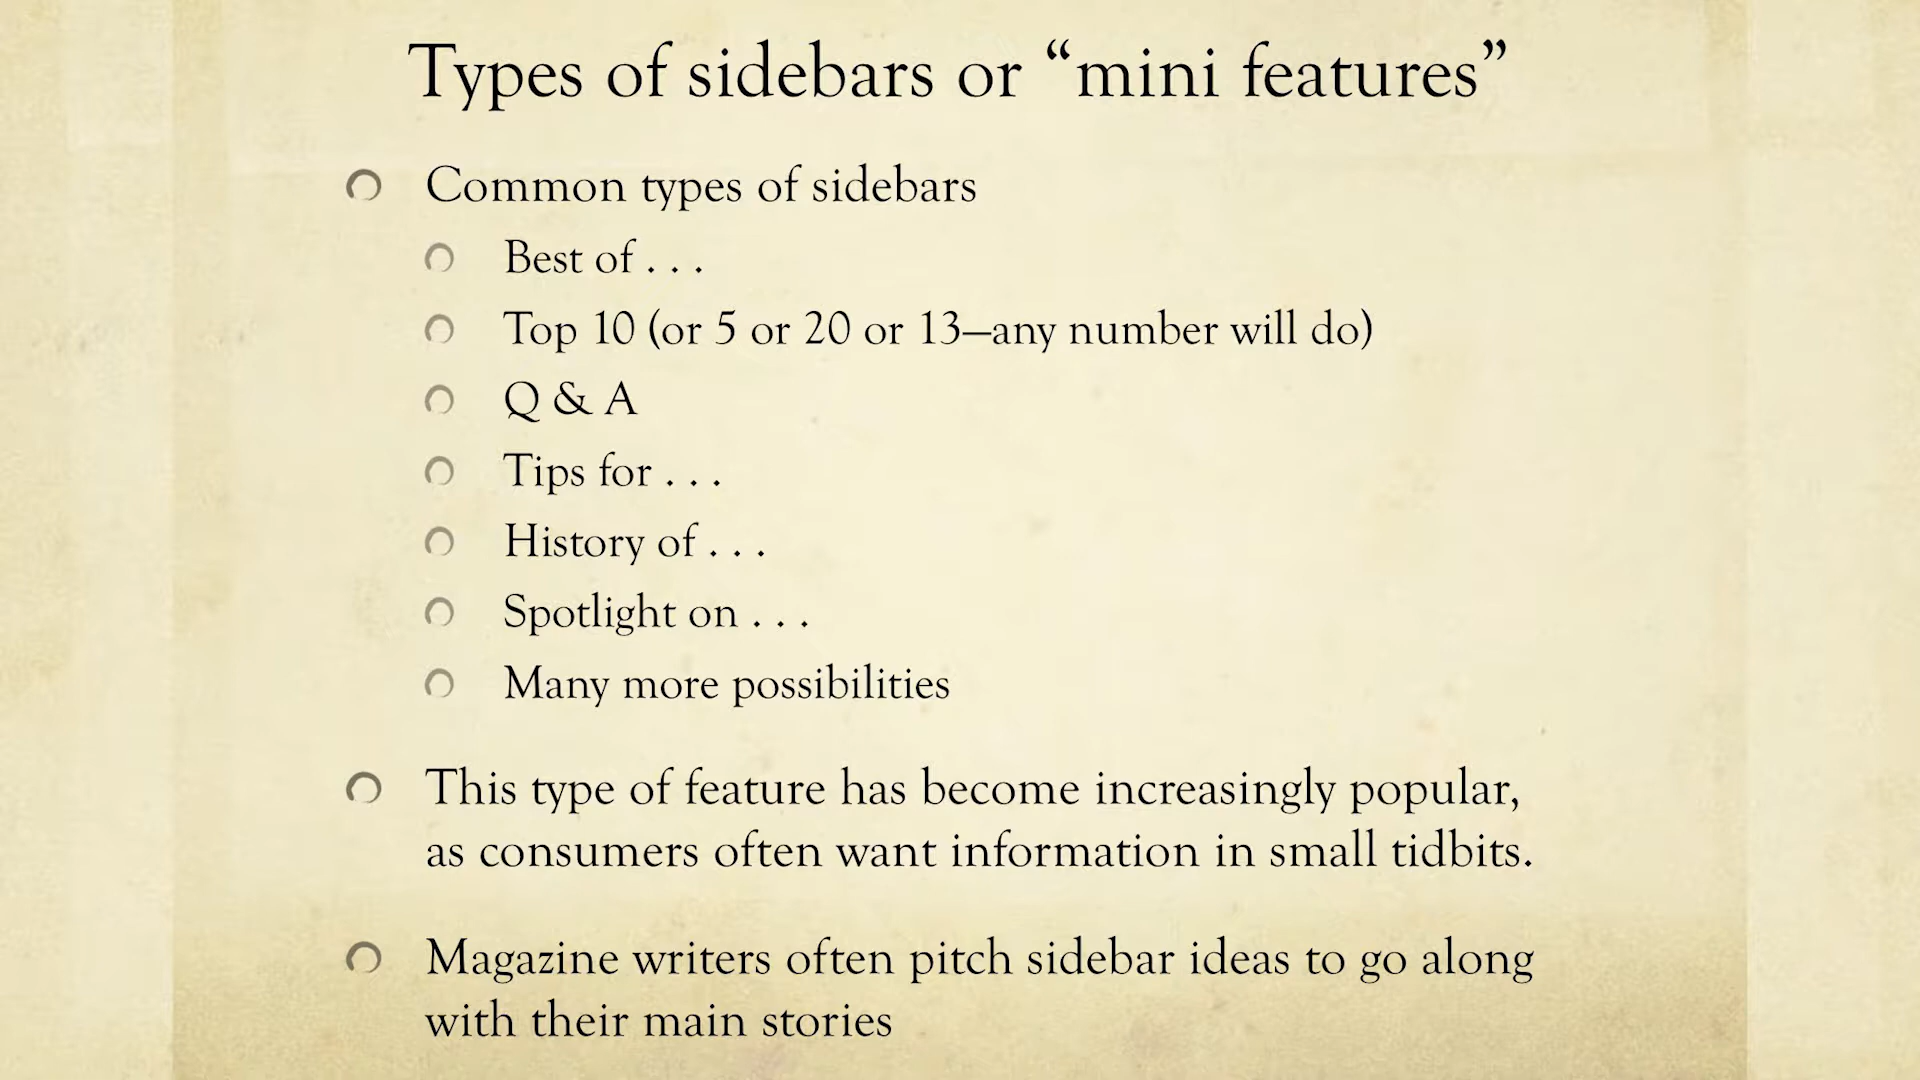 Types of sidebars or “mini features”
Common types of sidebars
Best of . . .
Top 10 (or 5 or 20 or 13—any number will do)
Q & A
Tips for . . .
History of . . .
Spotlight on . . .
Many more possibilities
This type of feature has become increasingly popular,
as consumers often want information in small tidbits.
Magazine writers often pitch sidebar ideas to go along
with their main stories